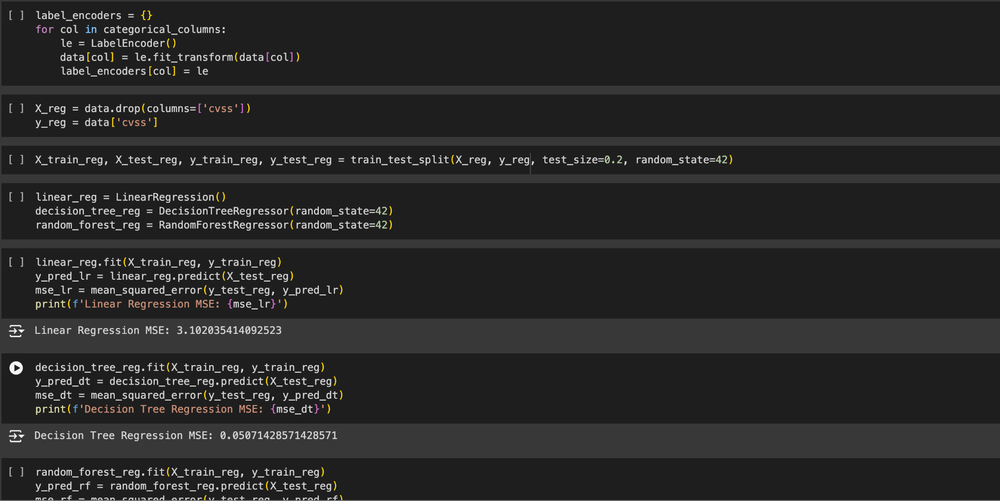 [ ] label_encoders = {}
for col in categorical_columns:
    le = LabelEncoder()
    data[col] = le.fit_transform(data[col])
    label_encoders[col] = le
[ ] X_reg = data.drop(columns=['cvss'])
y_reg = data['cvss']
[ ] X_train_reg, X_test_reg, y_train_reg, y_test_reg = train_test_split(X_reg, y_reg, test_size=0.2, random_state=42)
[ ] linear_reg = LinearRegression()
decision_tree_reg = DecisionTreeRegressor(random_state=42)
random_forest_reg = RandomForestRegressor(random_state=42)
[ ] linear_reg.fit(X_train_reg, y_train_reg)
y_pred_lr = linear_reg.predict(X_test_reg)
mse_lr = mean_squared_error(y_test_reg, y_pred_lr)
print(f'Linear Regression MSE: {mse_lr}')
Linear Regression MSE: 3.102035414092523
decision_tree_reg.fit(X_train_reg, y_train_reg)
y_pred_dt = decision_tree_reg.predict(X_test_reg)
mse_dt = mean_squared_error(y_test_reg, y_pred_dt)
print(f'Decision Tree Regression MSE: {mse_dt}')
Decision Tree Regression MSE: 0.05071428571428571
[ ] random_forest_reg.fit(X_train_reg, y_train_reg)
y_pred_rf = random_forest_reg.predict(X_test_reg)
mse_rf = mean_squared_error(y_test_reg, y_pred_rf)